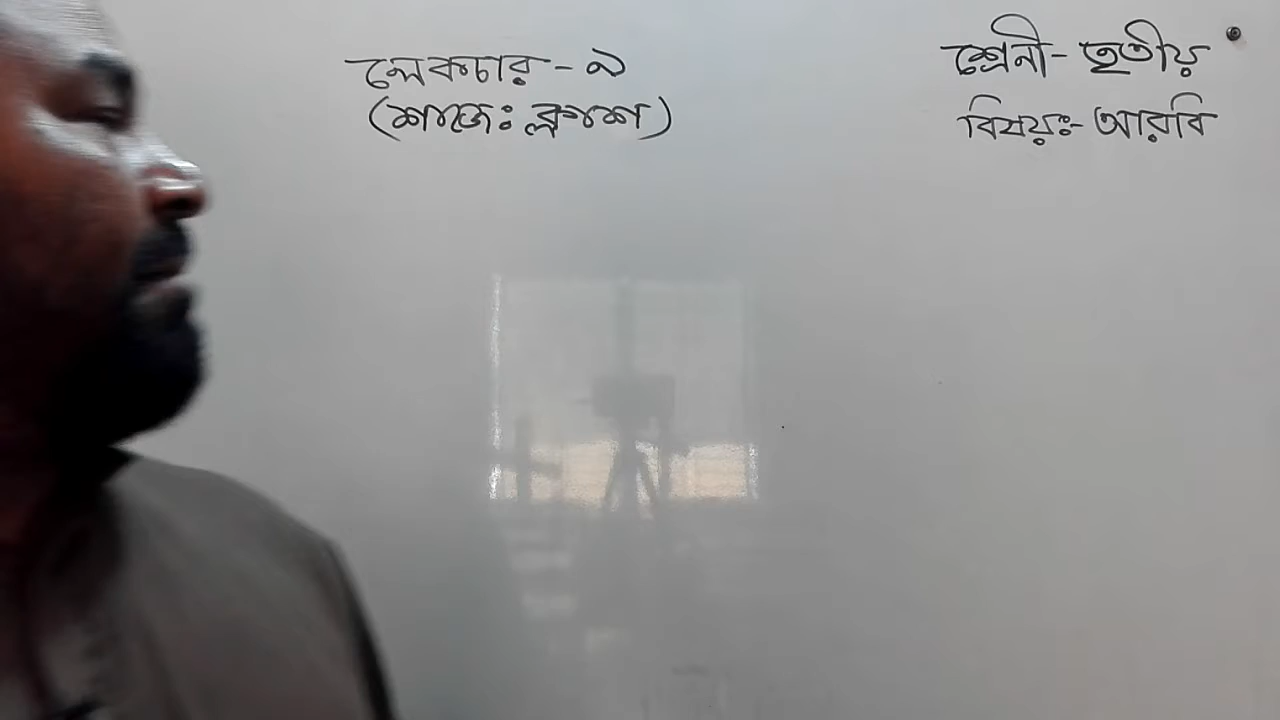 লেকচার - ৯
(শাজে: ক্লাশ)
শ্রেনী - তৃতীয়
বিষয়ঃ- আরবি